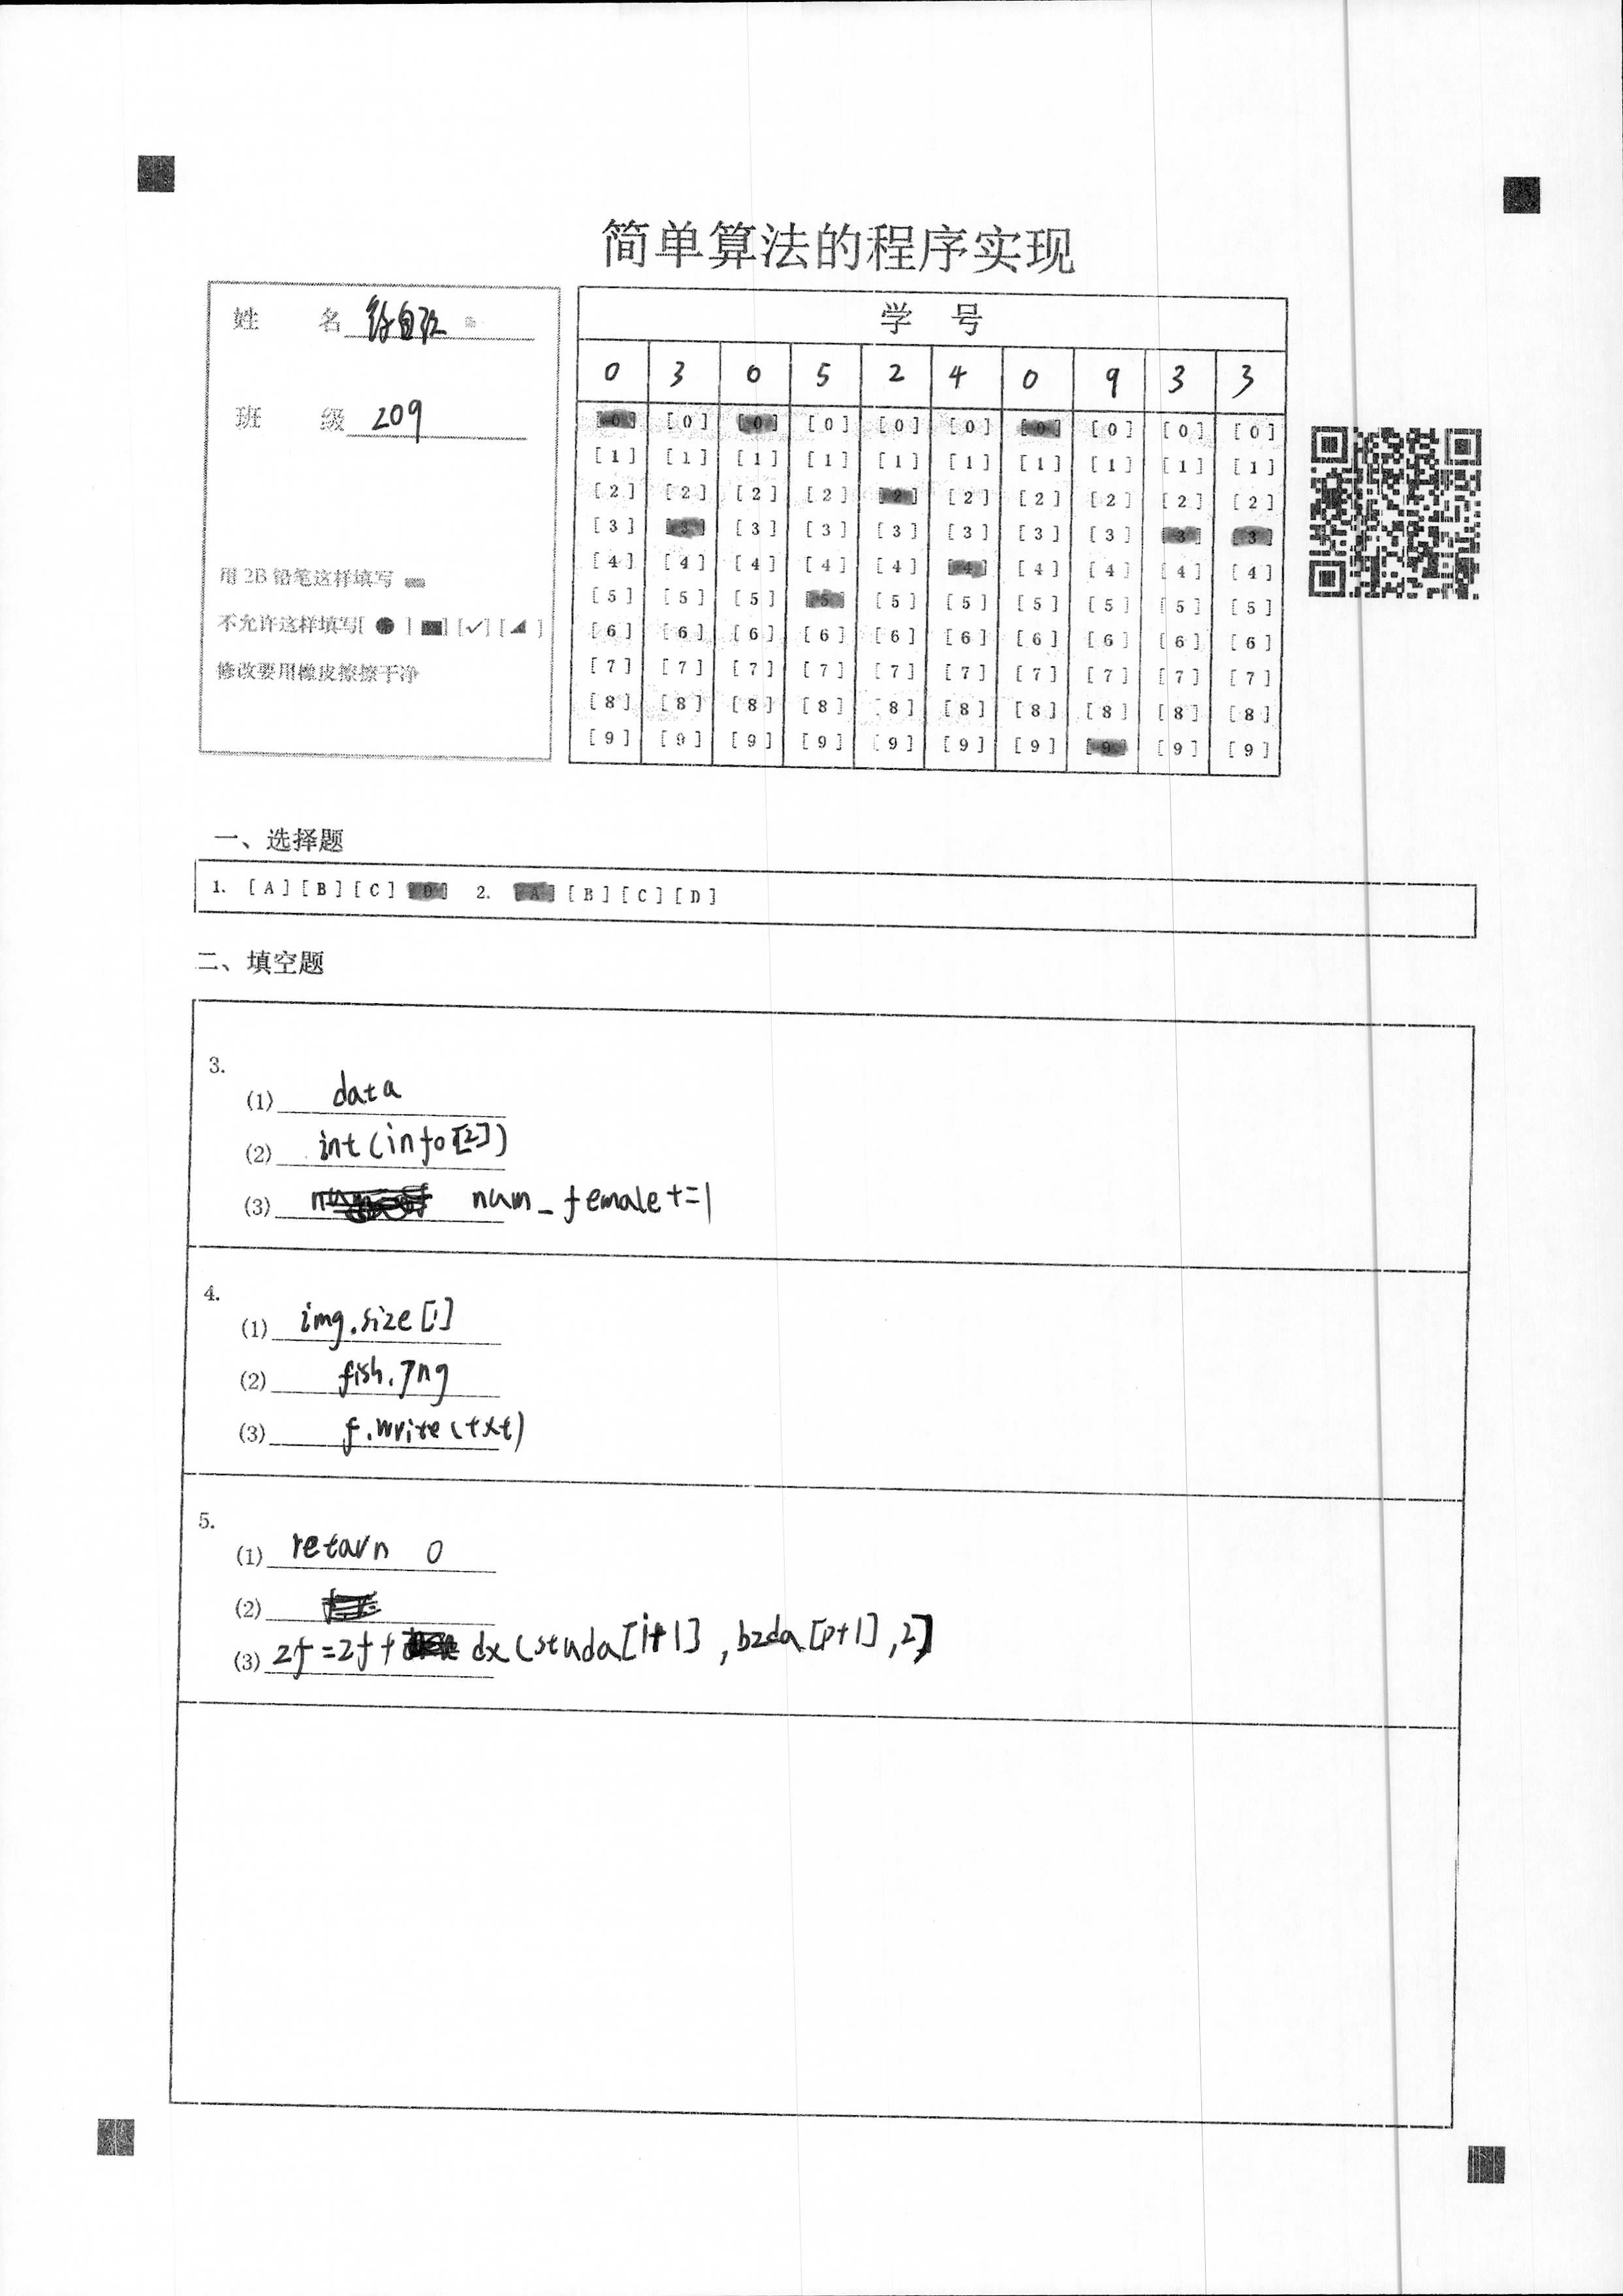 简单算法的程序实现
姓 名
班 级 209
用 2B 铅笔这样填写
不允许这样填写[ ● ] [■] [✓] [◢ ]
修改要用橡皮擦擦干净
学 号
0 3 0 5 2 4 0 9 3 3
[0] [0] [0] [0] [0] [0] [0] [0] [0] [0]
[1] [1] [1] [1] [1] [1] [1] [1] [1] [1]
[2] [2] [2] [2] [2] [2] [2] [2] [2] [2]
[3] [3] [3] [3] [3] [3] [3] [3] [3] [3]
[4] [4] [4] [4] [4] [4] [4] [4] [4] [4]
[5] [5] [5] [5] [5] [5] [5] [5] [5] [5]
[6] [6] [6] [6] [6] [6] [6] [6] [6] [6]
[7] [7] [7] [7] [7] [7] [7] [7] [7] [7]
[8] [8] [8] [8] [8] [8] [8] [8] [8] [8]
[9] [9] [9] [9] [9] [9] [9] [9] [9] [9]
一、选择题
1. [A] [B] [C] [D] 2. [A] [B] [C] [D]
二、填空题
3.
(1) data
(2) int(info[2])
(3) num_female+=1
4.
(1) img.size[1]
(2) fish.png
(3) f.write(txt)
5.
(1) return 0
(2)
(3) zf=zf+ dx(studa[i+1],bzda[p+1],2]